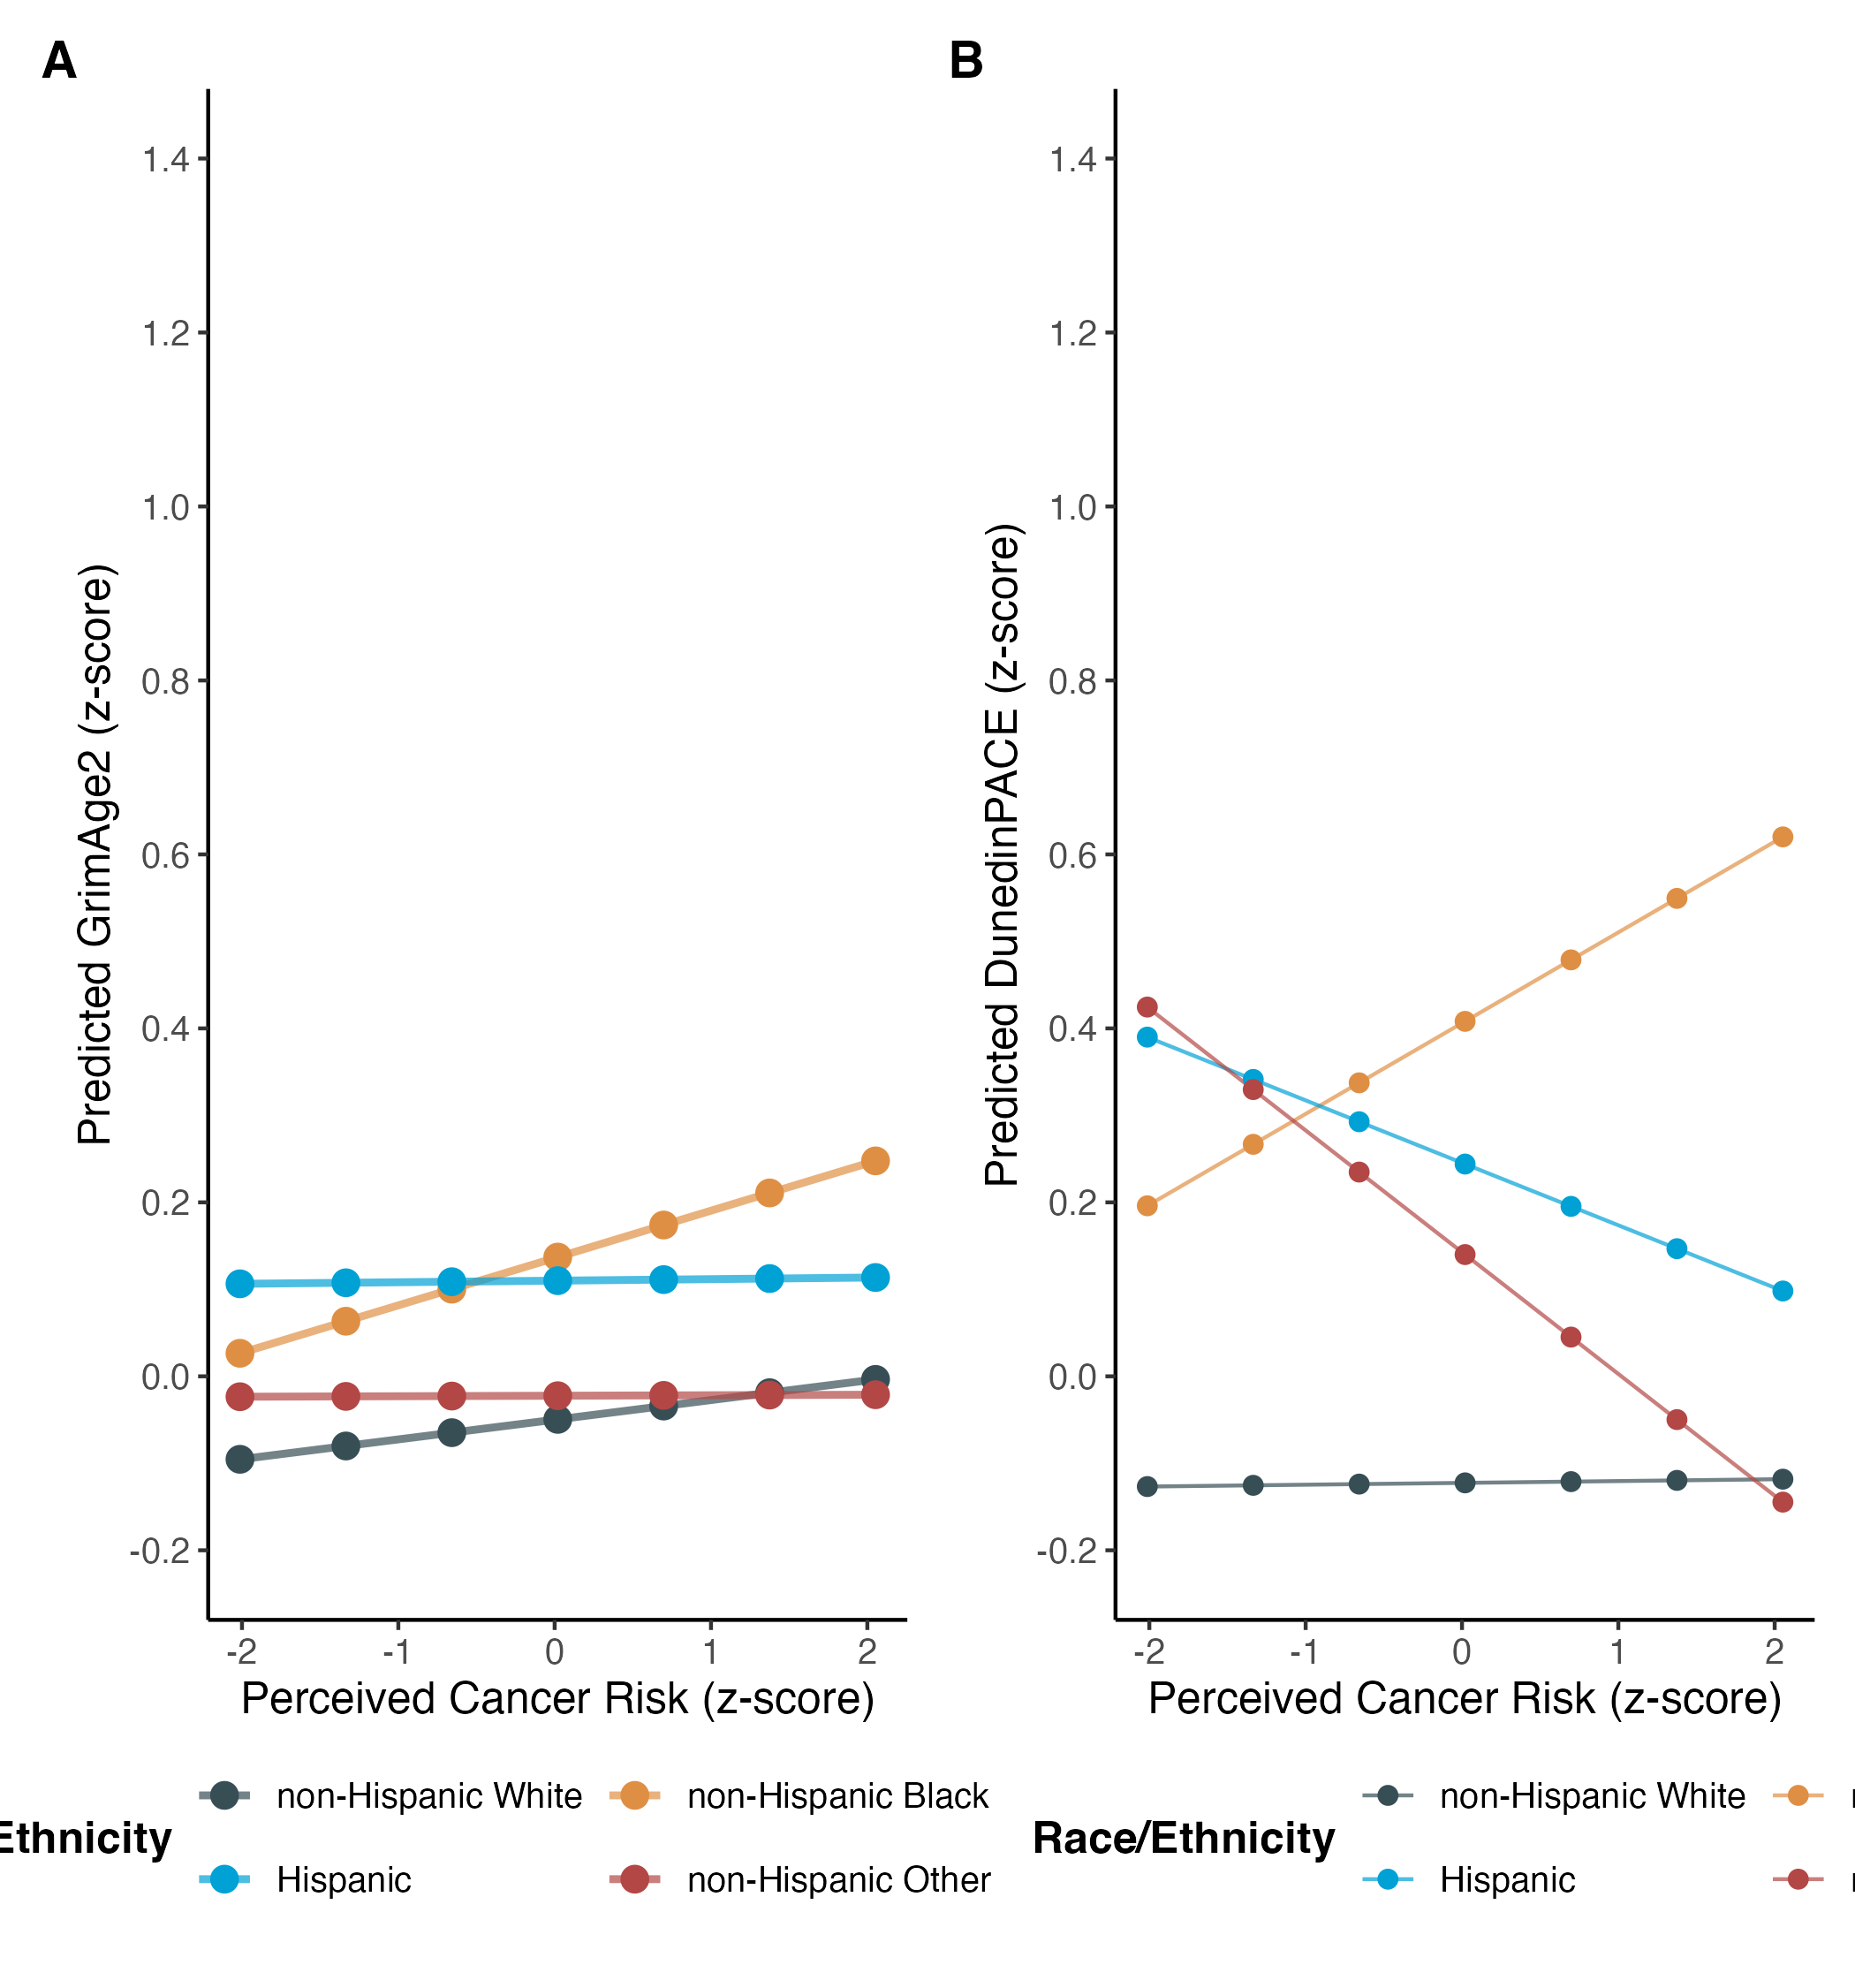 A
B
Predicted GrimAge2 (z-score)
1.4
1.2
1.0
0.8
0.6
0.4
0.2
0.0
-0.2
-2 -1 0 1 2
Perceived Cancer Risk (z-score)
Predicted DunedinPACE (z-score)
1.4
1.2
1.0
0.8
0.6
0.4
0.2
0.0
-0.2
-2 -1 0 1 2
Perceived Cancer Risk (z-score)
Ethnicity
non-Hispanic White
non-Hispanic Black
Hispanic
non-Hispanic Other
Race/Ethnicity
non-Hispanic White
Hispanic